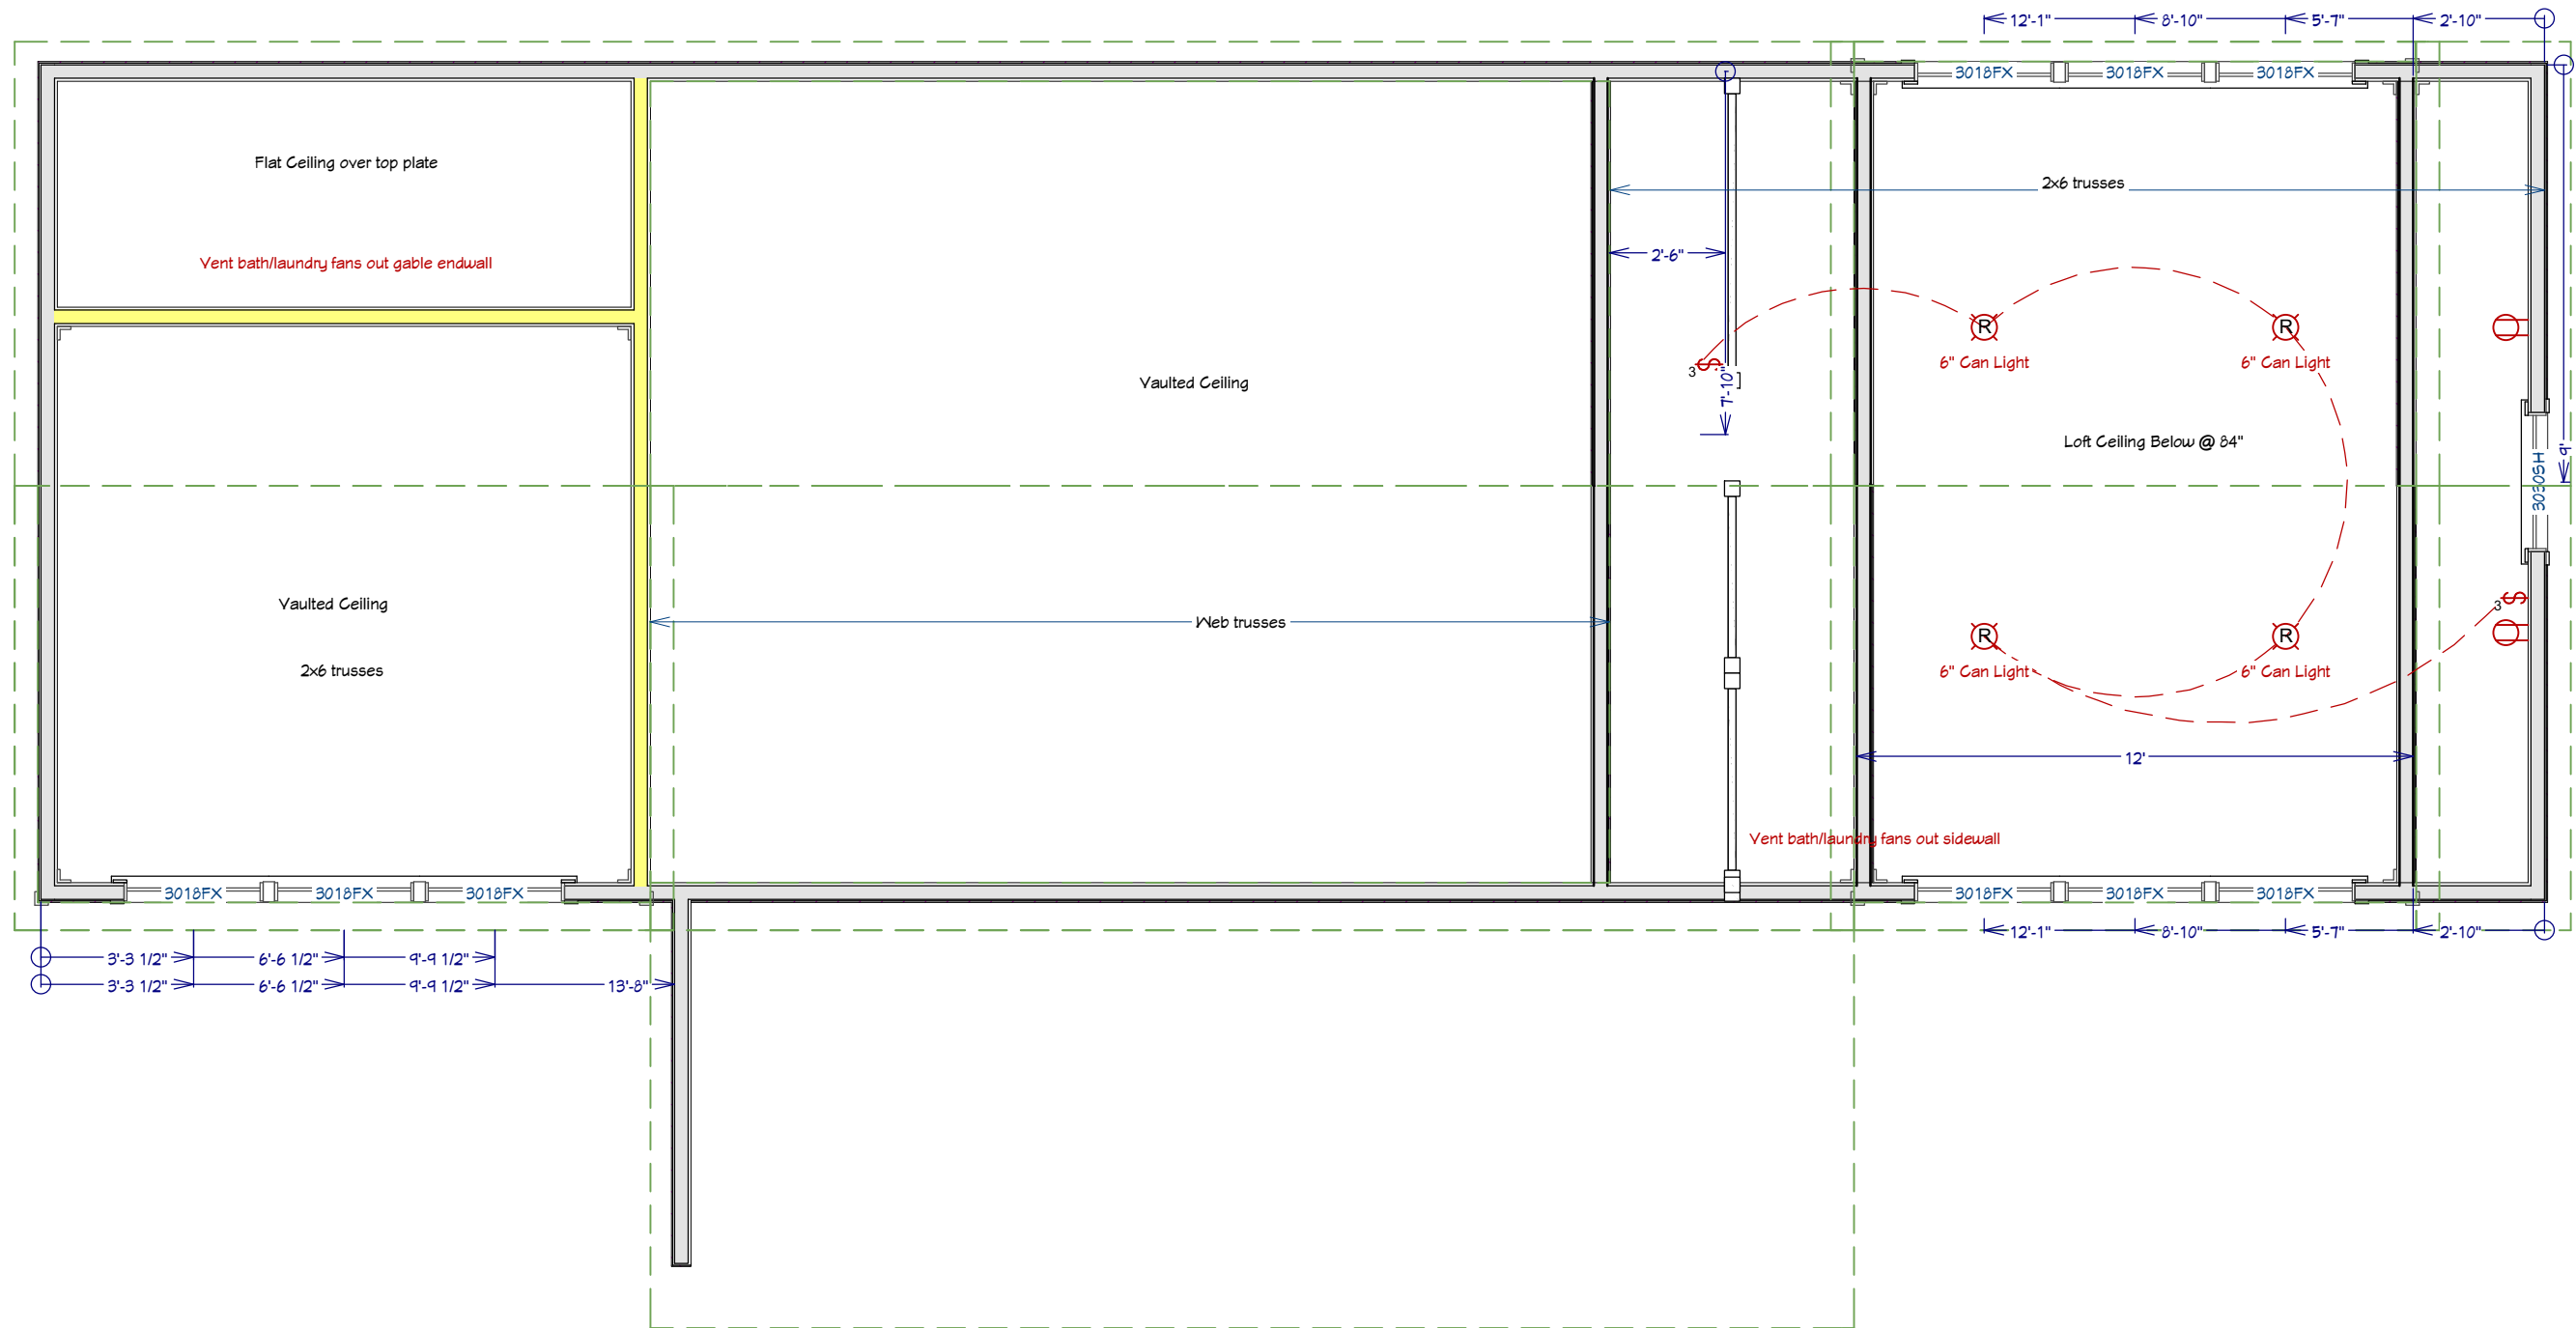 12'-1" 8'-10" 5'-7" 2'-10"
3018FX 3018FX 3018FX
Flat Ceiling over top plate
2x6 trusses
2'-6"
Vent bath/laundry fans out gable endwall
R R
6" Can Light 6" Can Light
3 $
7'-10"
Vaulted Ceiling
Loft Ceiling Below @ 84"
9'
3030SH
Vaulted Ceiling
3 $
Web trusses
R R
2x6 trusses
6" Can Light 6" Can Light
12'
Vent bath/laundry fans out sidewall
3018FX 3018FX 3018FX
3018FX 3018FX 3018FX
12'-1" 8'-10" 5'-7" 2'-10"
3'-3 1/2" 6'-6 1/2" 9'-9 1/2"
3'-3 1/2" 6'-6 1/2" 9'-9 1/2" 13'-8"